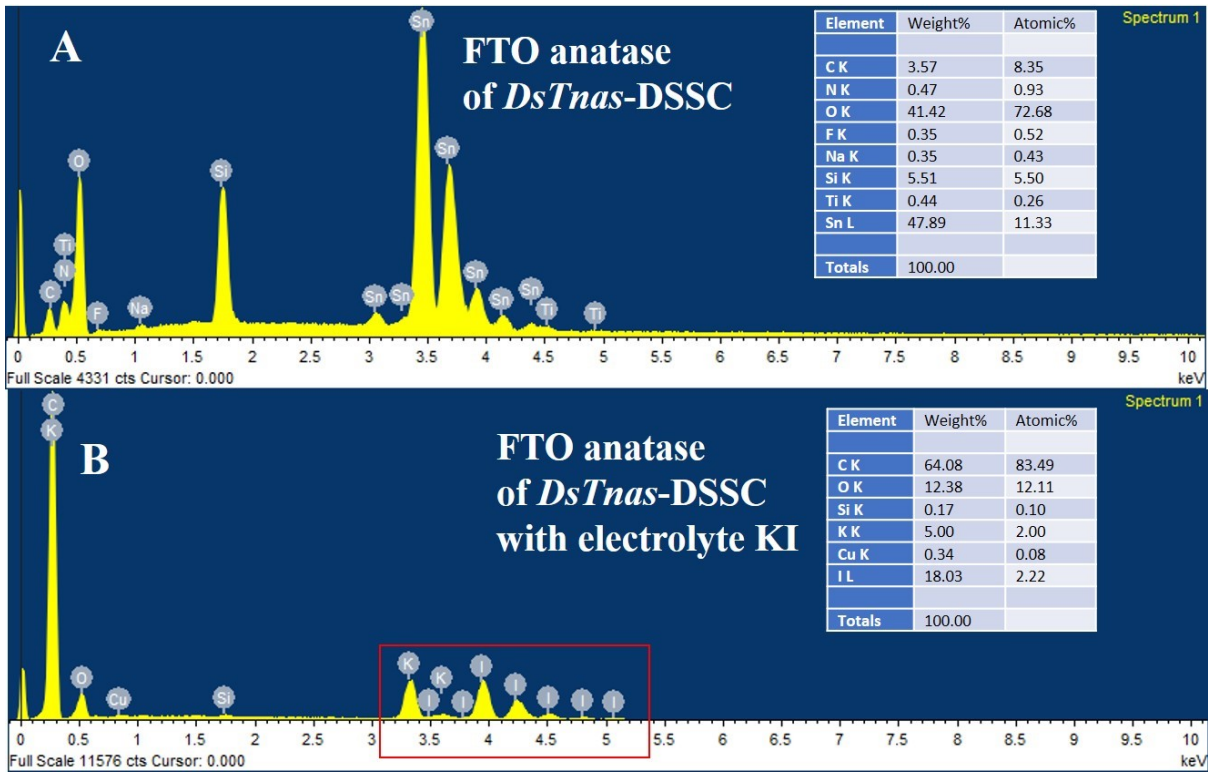 Spectrum 1
A
FTO anatase
of DsTnas-DSSC
Element Weight% Atomic%
C K 3.57 8.35
N K 0.47 0.93
O K 41.42 72.68
F K 0.35 0.52
Na K 0.35 0.43
Si K 5.51 5.50
Ti K 0.44 0.26
Sn L 47.89 11.33
Totals 100.00
Sn
O
Si
Sn
Ti
N
C
F
Na
Sn
Sn
Sn
Sn
Sn
Ti
Ti
0 0.5 1 1.5 2 2.5 3 3.5 4 4.5 5 5.5 6 6.5 7 7.5 8 8.5 9 9.5 10
Full Scale 4331 cts Cursor: 0.000 keV
Spectrum 1
B
FTO anatase
of DsTnas-DSSC
with electrolyte KI
Element Weight% Atomic%
C K 64.08 83.49
O K 12.38 12.11
Si K 0.17 0.10
K K 5.00 2.00
Cu K 0.34 0.08
I L 18.03 2.22
Totals 100.00
C
K
O
Cu
Si
K
I
K
I
I
I
I
I
I
0 0.5 1 1.5 2 2.5 3 3.5 4 4.5 5 5.5 6 6.5 7 7.5 8 8.5 9 9.5 10
Full Scale 11576 cts Cursor: 0.000 keV